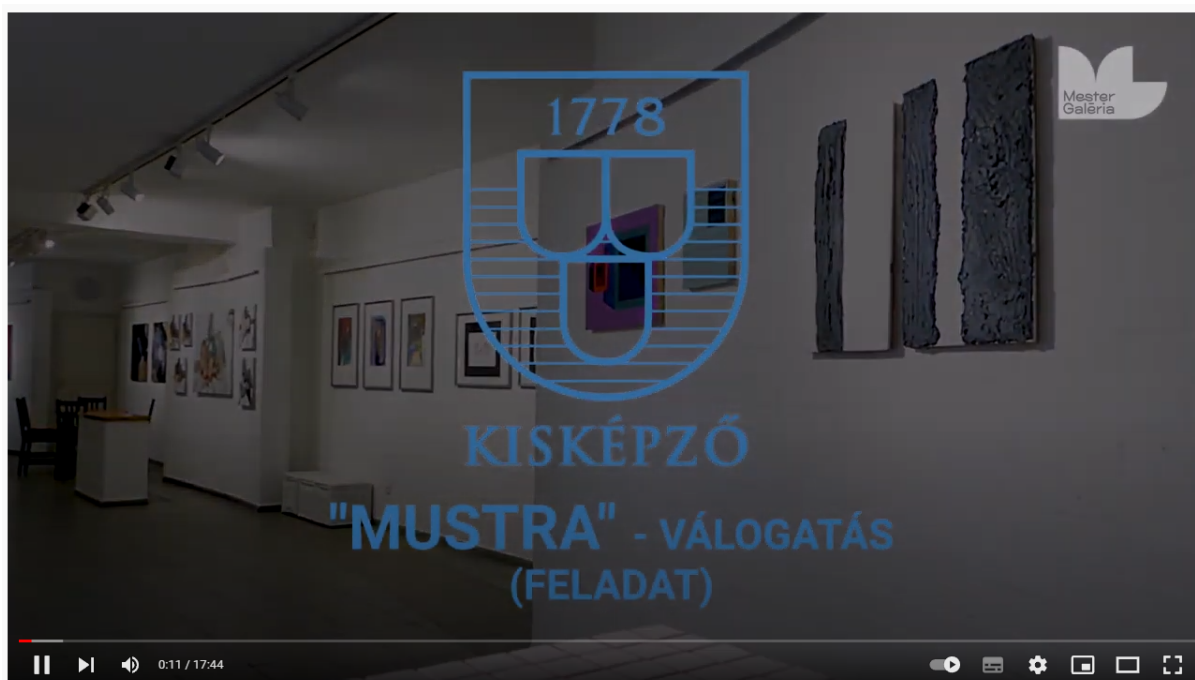 Mester
Galéria
1778
KISKÉPZŐ
"MUSTRA" - VÁLOGATÁS
(FELADAT)
0:11 / 17:44